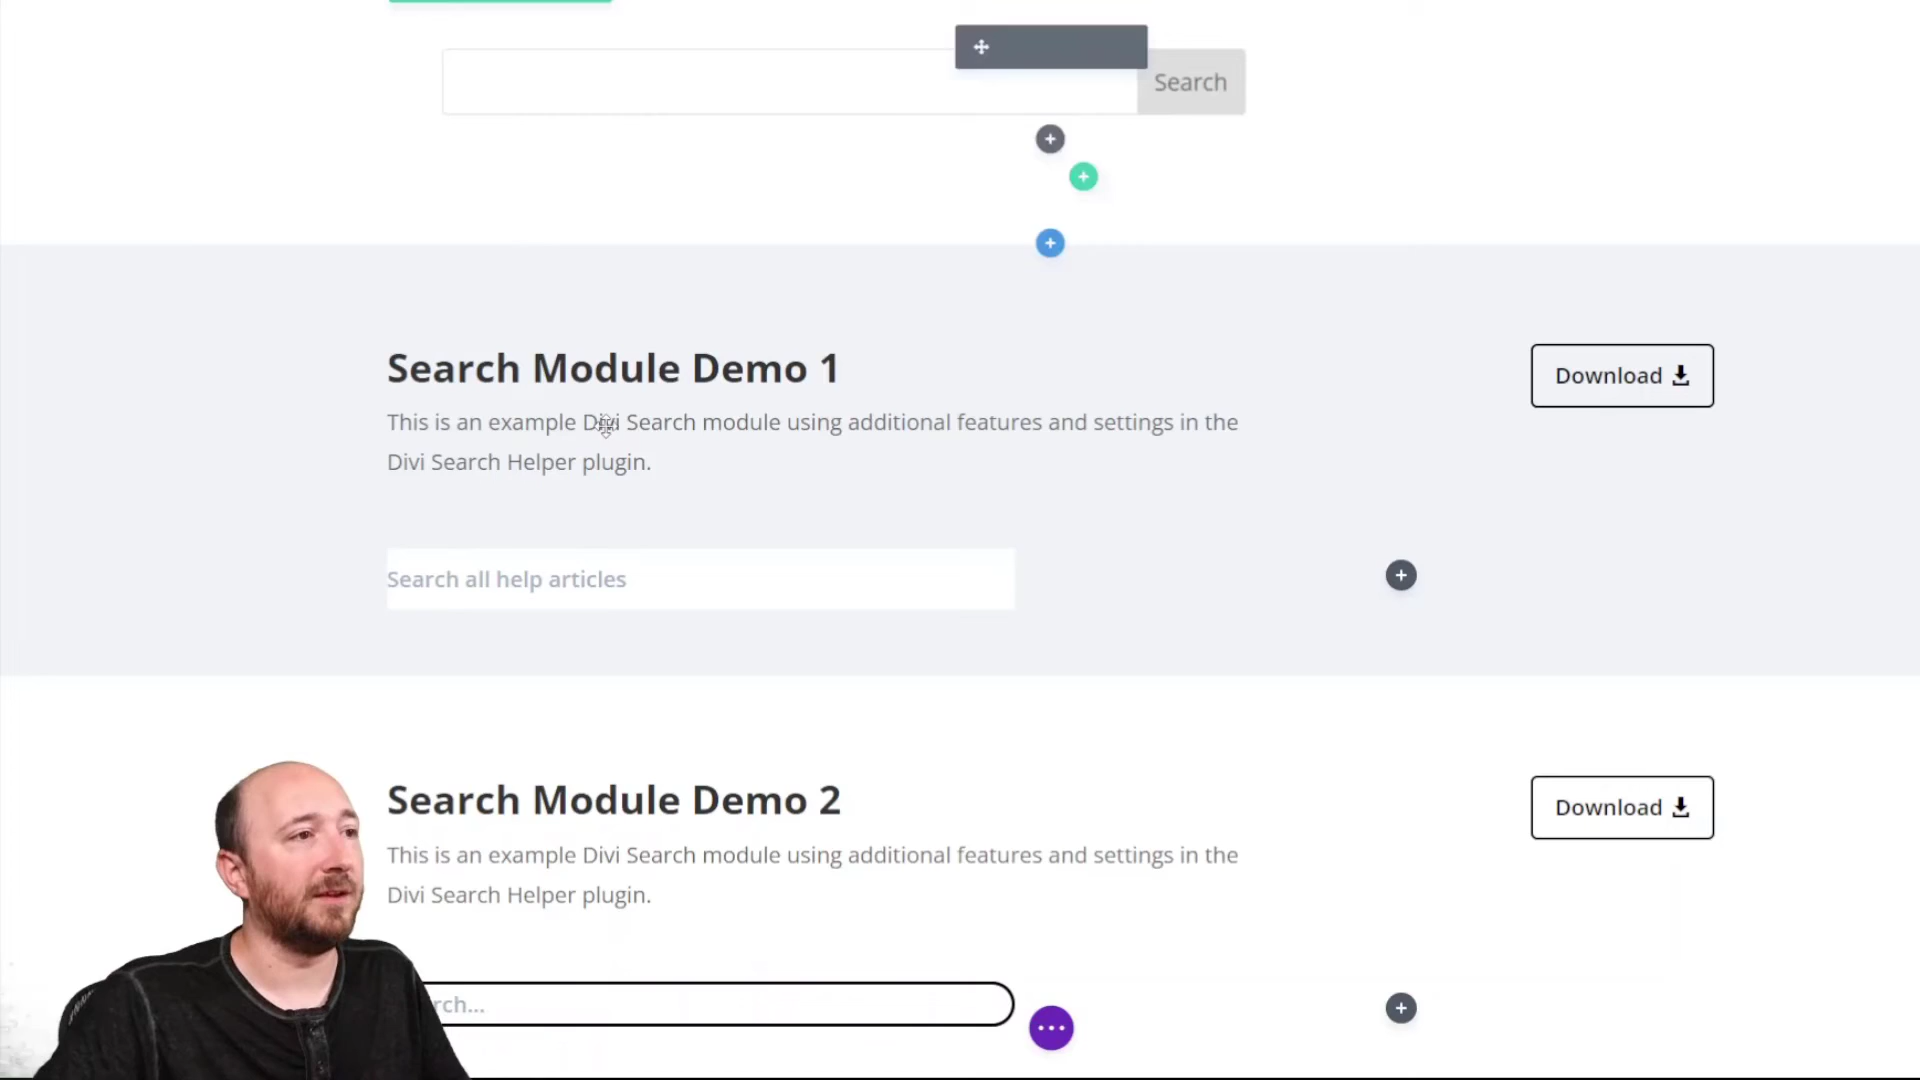 Search
Search Module Demo 1
Download
This is an example Divi Search module using additional features and settings in the
Divi Search Helper plugin.
Search all help articles
Search Module Demo 2
Download
This is an example Divi Search module using additional features and settings in the
Divi Search Helper plugin.
rch...